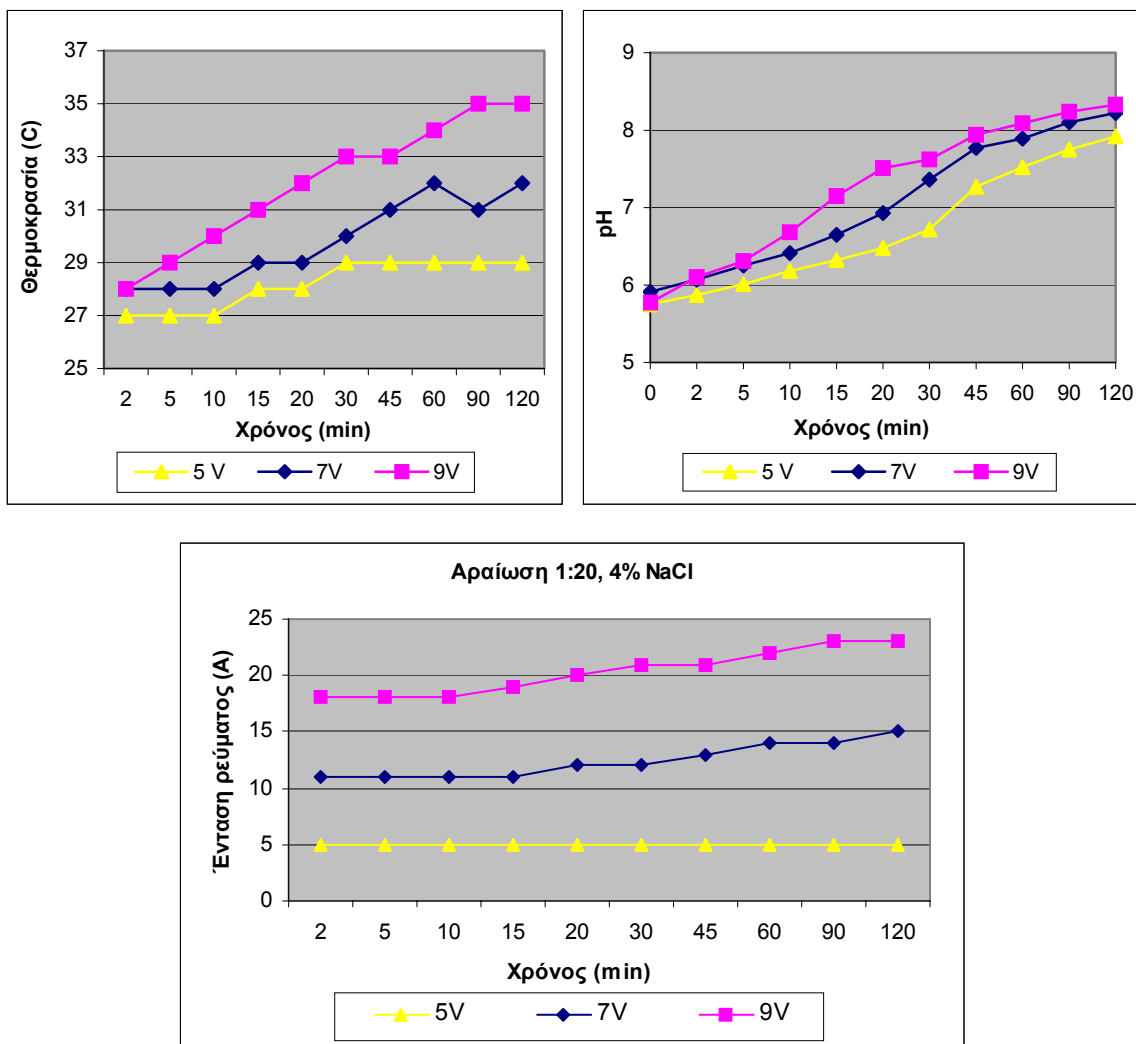 37
35
33
31
29
27
25
Θερμοκρασία (C)
2 5 10 15 20 30 45 60 90 120
Χρόνος (min)
5 V 7V 9V
9
8
7
6
5
pH
0 2 5 10 15 20 30 45 60 90 120
Χρόνος (min)
5 V 7V 9V
Αραίωση 1:20, 4% NaCl
25
20
15
10
5
0
Ένταση ρεύματος (Α)
2 5 10 15 20 30 45 60 90 120
Χρόνος (min)
5V 7V 9V